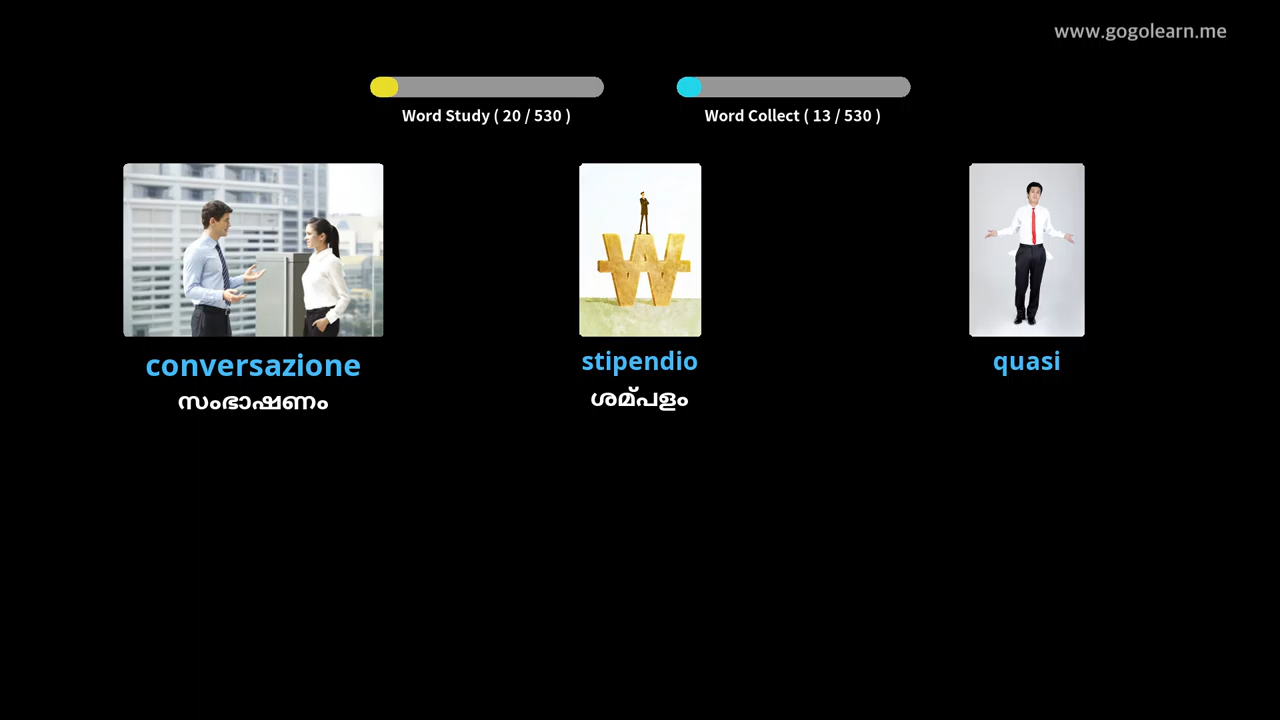 www.gogolearn.me
Word Study ( 20 / 530 )
Word Collect ( 13 / 530 )
conversazione
stipendio
quasi
സംഭാഷണം
ശമ്പളം